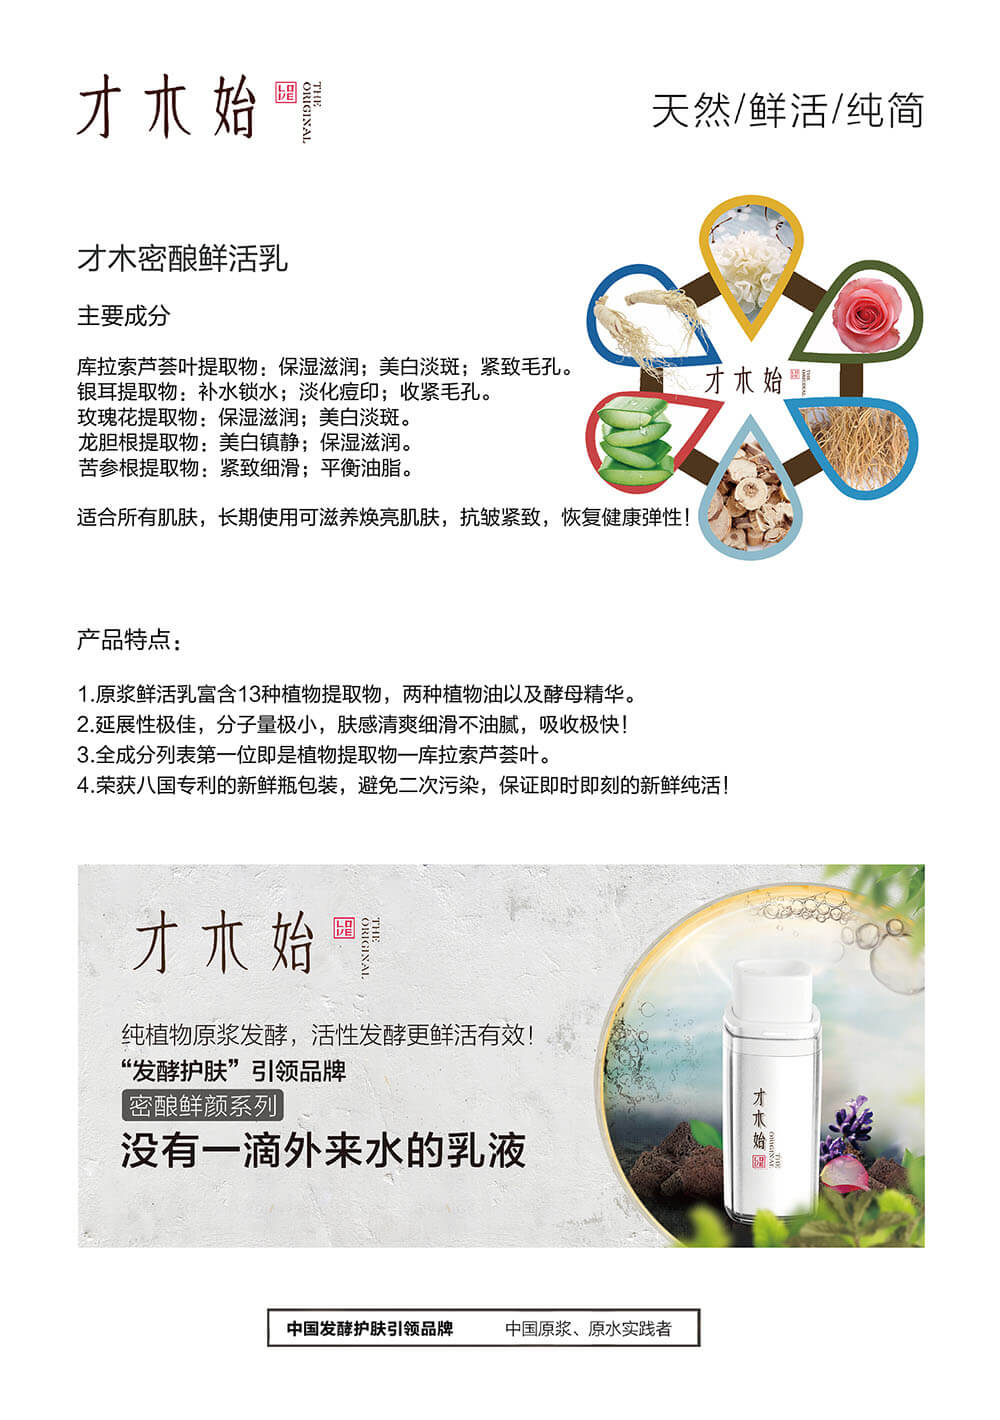 才木始
LOVE
THE ORIGINAL
天然/鲜活/纯简
才木密酿鲜活乳
主要成分
库拉索芦荟叶提取物：保湿滋润；美白淡斑；紧致毛孔。
银耳提取物：补水锁水；淡化痘印；收紧毛孔。
玫瑰花提取物：保湿滋润；美白淡斑。
龙胆根提取物：美白镇静；保湿滋润。
苦参根提取物：紧致细滑；平衡油脂。
适合所有肌肤，长期使用可滋养焕亮肌肤，抗皱紧致，恢复健康弹性！
才木始
THE ORIGINAL
产品特点：
1.原浆鲜活乳富含13种植物提取物，两种植物油以及酵母精华。
2.延展性极佳，分子量极小，肤感清爽细滑不油腻，吸收极快！
3.全成分列表第一位即是植物提取物—库拉索芦荟叶。
4.荣获八国专利的新鲜瓶包装，避免二次污染，保证即时即刻的新鲜纯活！
才木始
LOVE
THE ORIGINAL
纯植物原浆发酵，活性发酵更鲜活有效！
“发酵护肤”引领品牌
密酿鲜颜系列
没有一滴外来水的乳液
才木始
LOVE
THE ORIGINAL
中国发酵护肤引领品牌 中国原浆、原水实践者